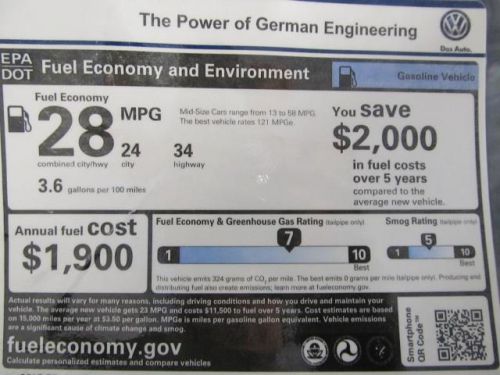 The Power of German Engineering
Das Auto.
EPA
DOT
Fuel Economy and Environment
Gasoline Vehicle
Fuel Economy
28 MPG
combined city/hwy
24
city
34
highway
3.6 gallons per 100 miles
Mid-Size Cars range from 13 to 58 MPG.
The best vehicle rates 121 MPGe.
You save
$2,000
in fuel costs
over 5 years
compared to the
average new vehicle.
Annual fuel cost
$1,900
Fuel Economy & Greenhouse Gas Rating (tailpipe only)
1
7
10
Best
Smog Rating (tailpipe only)
1
5
10
Best
This vehicle emits 324 grams of CO2 per mile. The best emits 0 grams per mile (tailpipe only). Producing and
distributing fuel also create emissions; learn more at fueleconomy.gov.
Actual results will vary for many reasons, including driving conditions and how you drive and maintain your
vehicle. The average new vehicle gets 23 MPG and costs $11,500 to fuel over 5 years. Cost estimates are based
on 15,000 miles per year at $3.50 per gallon. MPGe is miles per gasoline gallon equivalent. Vehicle emissions
are a significant cause of climate change and smog.
fueleconomy.gov
Calculate personalized estimates and compare vehicles
Smartphone
QR Code™